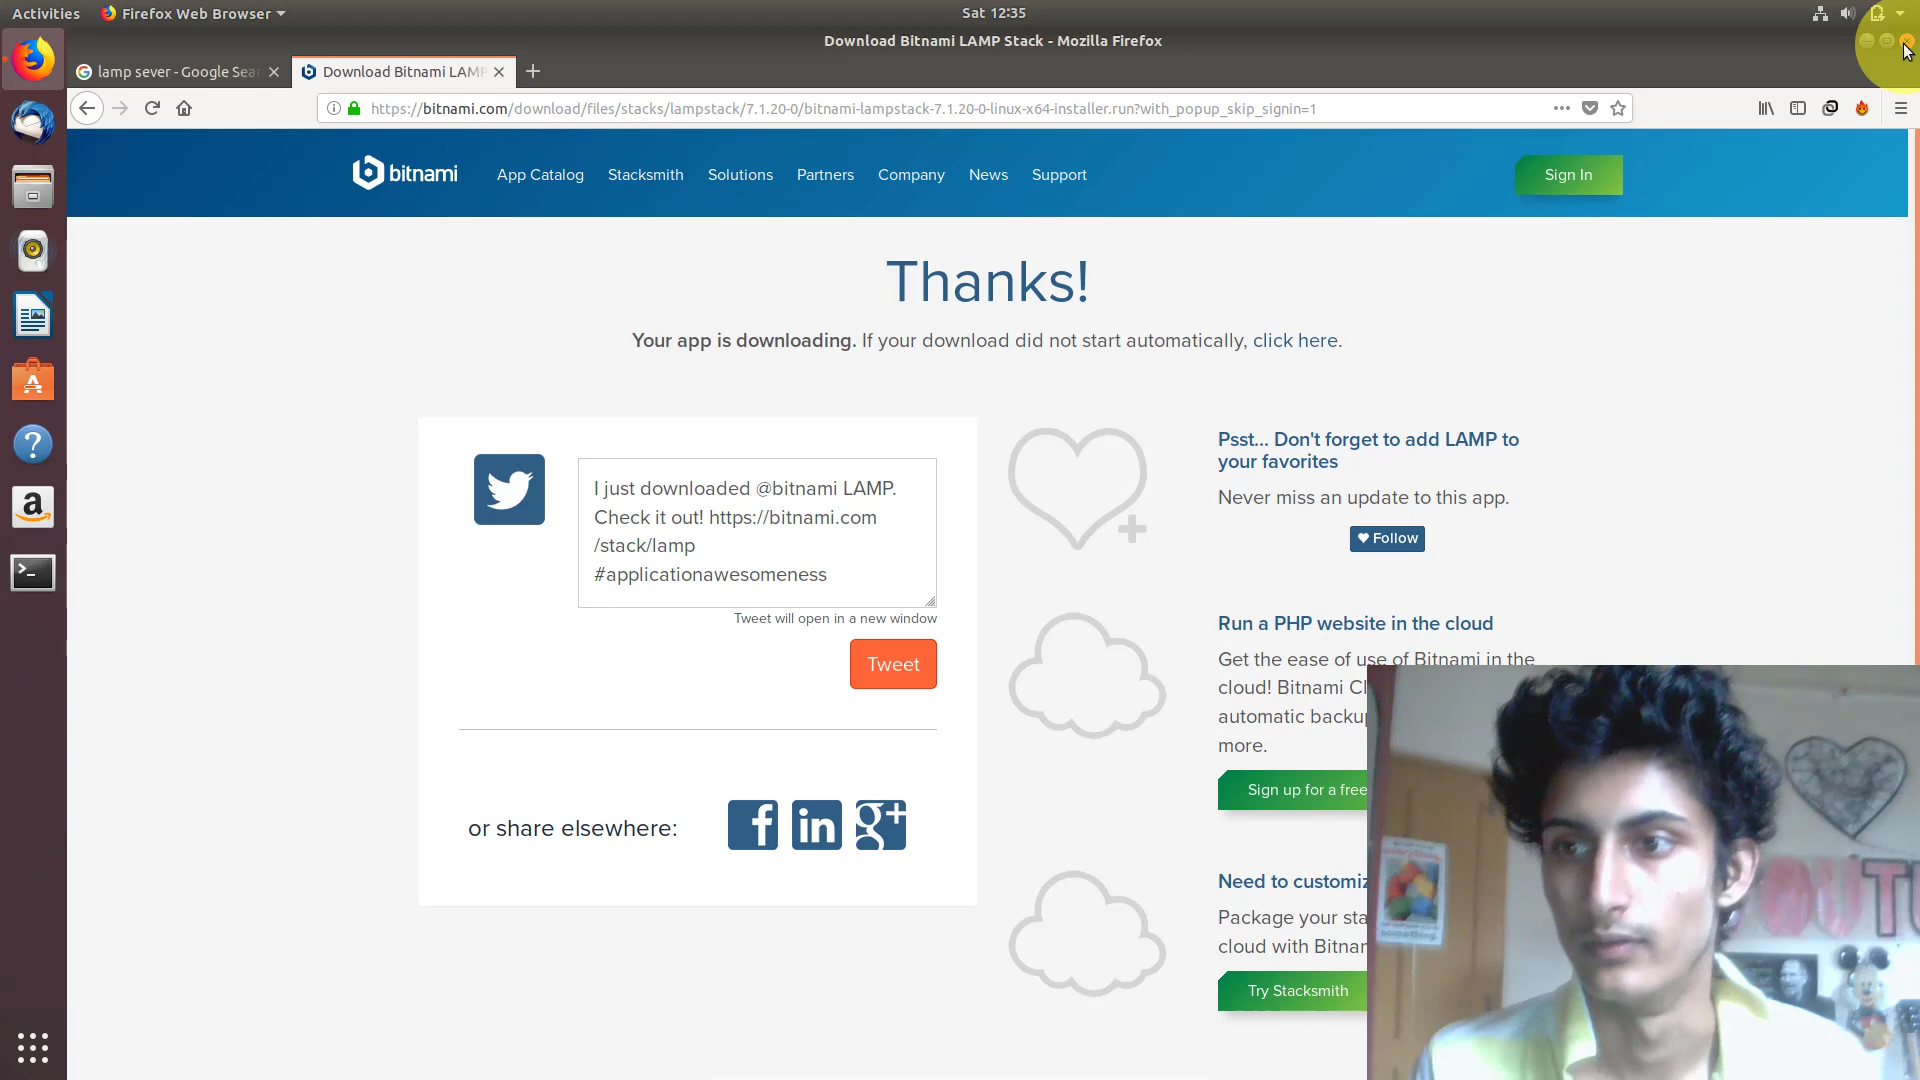 Activities
Firefox Web Browser
Sat 12:35
Download Bitnami LAMP Stack - Mozilla Firefox
lamp sever - Google Sear
Download Bitnami LAMP
https://bitnami.com/download/files/stacks/lampstack/7.1.20-0/bitnami-lampstack-7.1.20-0-linux-x64-installer.run?with_popup_skip_signin=1
bitnami
App Catalog
Stacksmith
Solutions
Partners
Company
News
Support
Sign In
Thanks!
Your app is downloading. If your download did not start automatically, click here.
I just downloaded @bitnami LAMP.
Check it out! https://bitnami.com
/stack/lamp
#applicationawesomeness
Tweet will open in a new window
Tweet
or share elsewhere:
Psst... Don't forget to add LAMP to
your favorites
Never miss an update to this app.
Follow
Run a PHP website in the cloud
Get the ease of use of Bitnami in the
cloud! Bitnami Cl
automatic backup
more.
Sign up for a free
Need to customiz
Package your sta
cloud with Bitnam
Try Stacksmith
OUTU